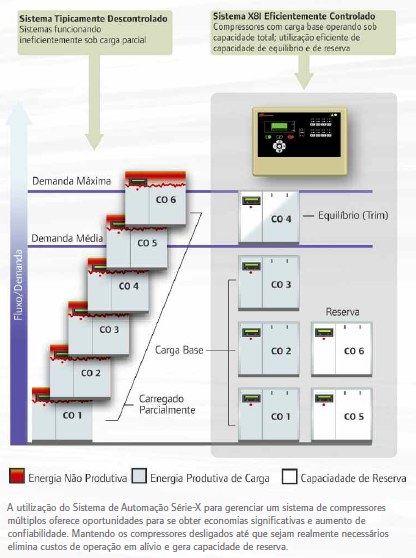 Sistema Tipicamente Descontrolado
Sistemas funcionando
ineficientemente sob carga parcial
Sistema X8I Eficientemente Controlado
Compressores com carga base operando sob
capacidade total; utilização eficiente de
capacidade de equilíbrio e de reserva
Demanda Máxima
CO 6
CO 4
Equilíbrio (Trim)
Demanda Média
CO 5
CO 4
CO 3
Fluxo/Demanda
CO 3
Reserva
Carga Base
CO 2
CO 6
CO 2
Carregado
Parcialmente
CO 1
CO 1
CO 5
Energia Não Produtiva
Energia Produtiva de Carga
Capaciadade de Reserva
A utilização do Sistema de Automação Série-X para gerenciar um sistema de compressores
múltiplos oferece oportunidades para se obter economias significativas e aumento de
confiabilidade. Mantendo os compressores desligados até que sejam realmente necessários
elimina custos de operação em alívio e gera capacidade de reserva.